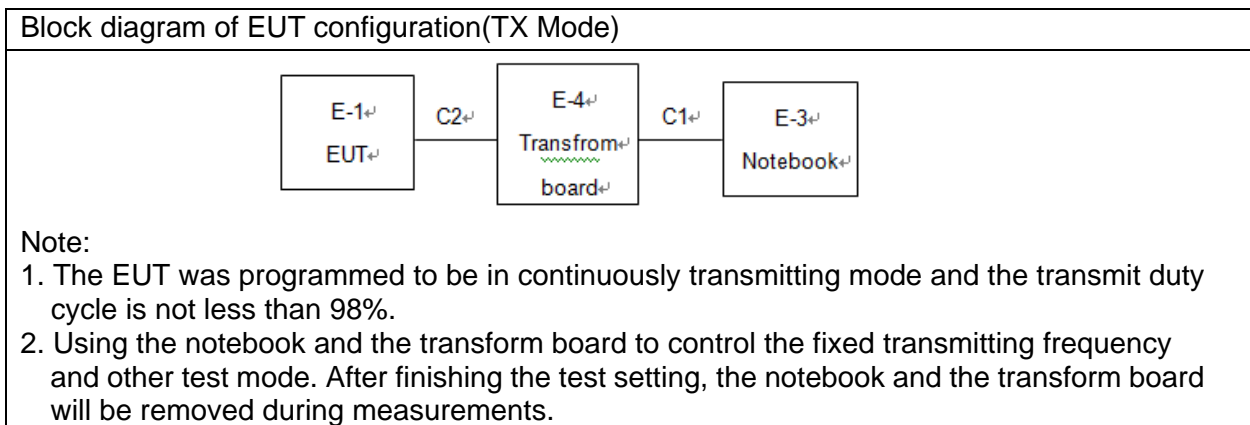 Block diagram of EUT configuration(TX Mode)
E-1↵
EUT↵
C2↵
E-4↵
Transfrom↵
board↵
C1↵
E-3↵
Notebook↵
Note:
1. The EUT was programmed to be in continuously transmitting mode and the transmit duty
cycle is not less than 98%.
2. Using the notebook and the transform board to control the fixed transmitting frequency
and other test mode. After finishing the test setting, the notebook and the transform board
will be removed during measurements.